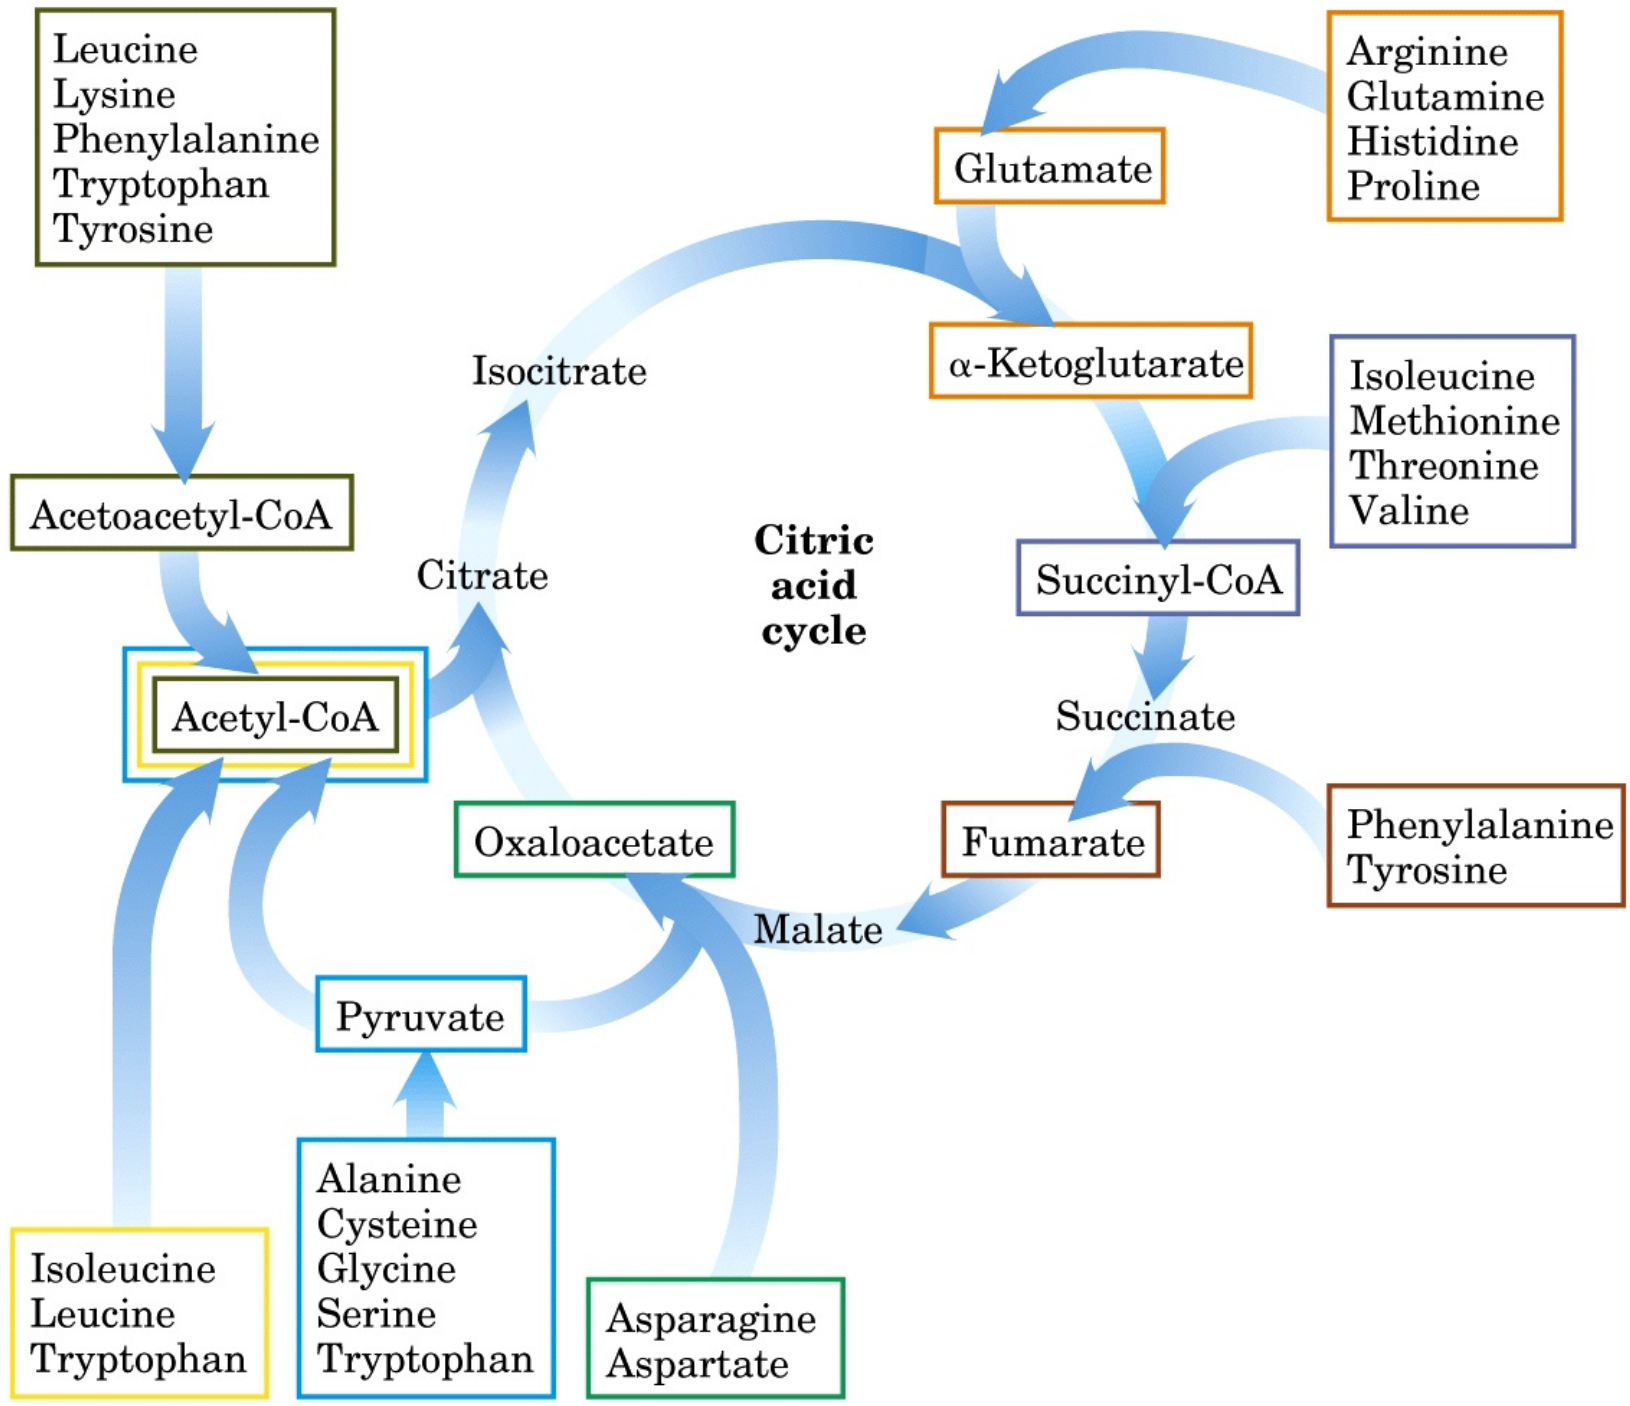 Leucine
Lysine
Phenylalanine
Tryptophan
Tyrosine
Arginine
Glutamine
Histidine
Proline
Glutamate
α-Ketoglutarate
Isocitrate
Isoleucine
Methionine
Threonine
Valine
Acetoacetyl-CoA
Citrate
Citric
acid
cycle
Succinyl-CoA
Acetyl-CoA
Succinate
Oxaloacetate
Fumarate
Phenylalanine
Tyrosine
Malate
Pyruvate
Isoleucine
Leucine
Tryptophan
Alanine
Cysteine
Glycine
Serine
Tryptophan
Asparagine
Aspartate